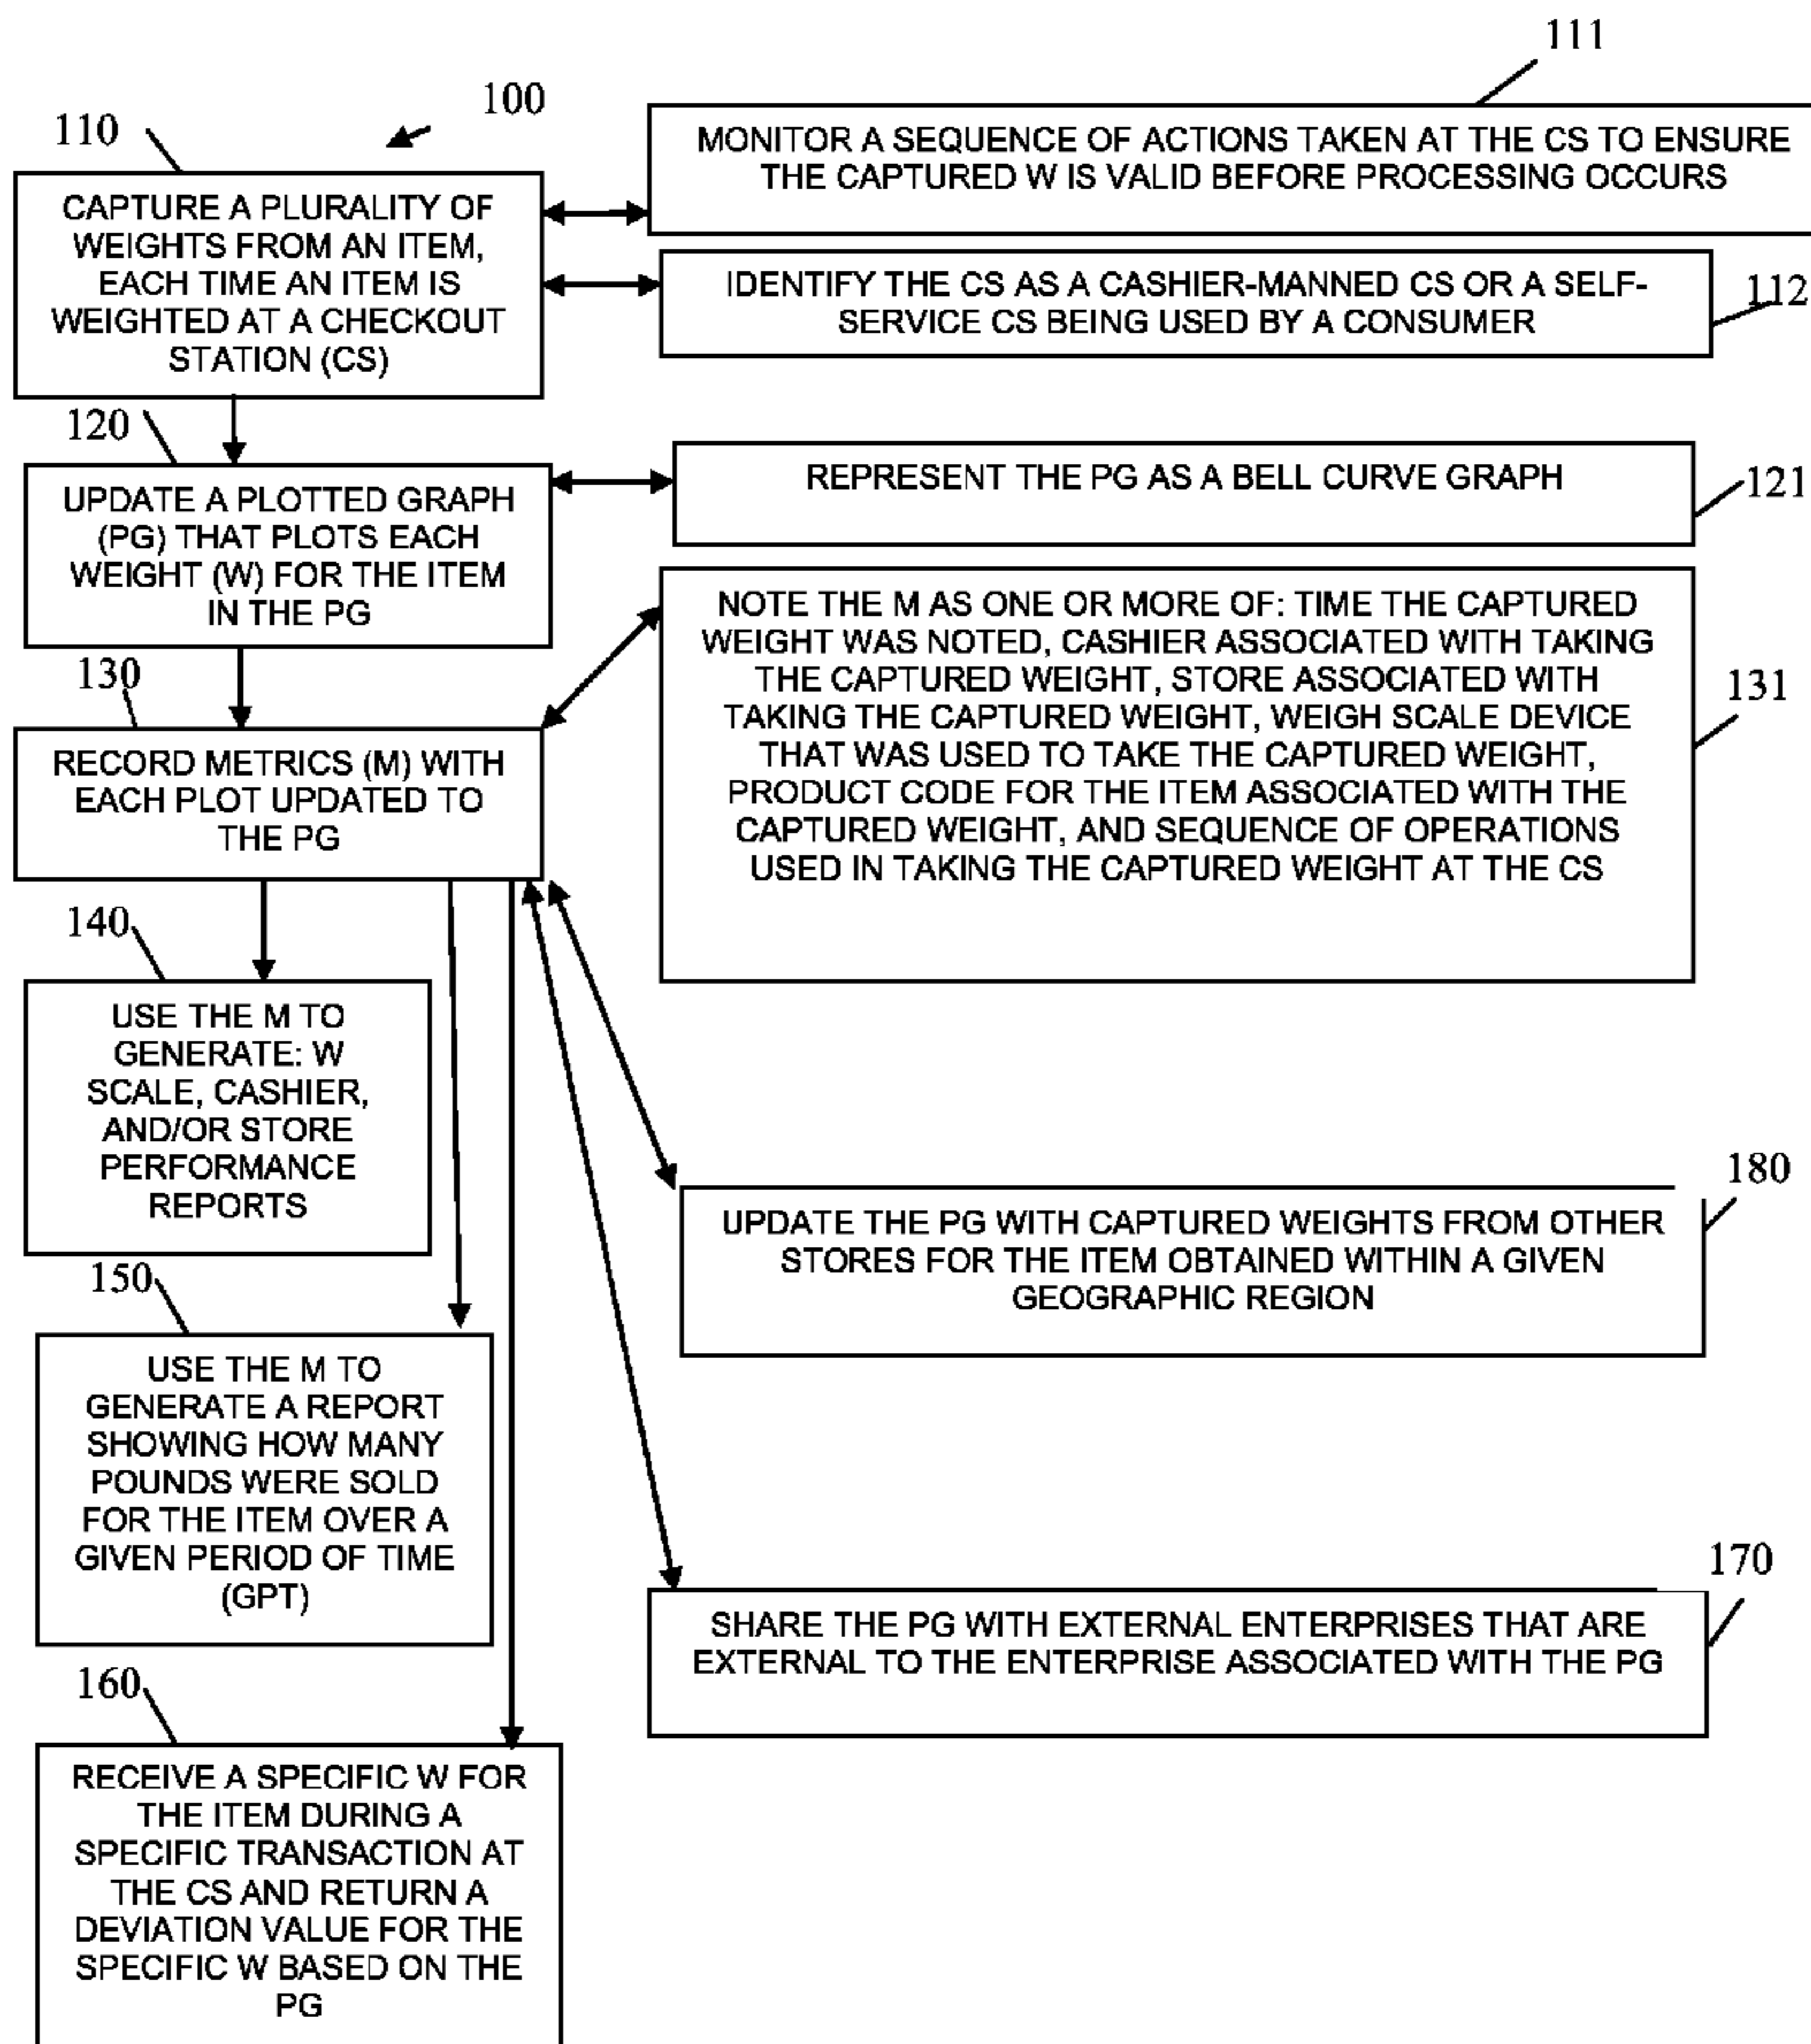 111
100
110
MONITOR A SEQUENCE OF ACTIONS TAKEN AT THE CS TO ENSURE
THE CAPTURED W IS VALID BEFORE PROCESSING OCCURS
CAPTURE A PLURALITY OF
WEIGHTS FROM AN ITEM,
EACH TIME AN ITEM IS
WEIGHTED AT A CHECKOUT
STATION (CS)
IDENTIFY THE CS AS A CASHIER-MANNED CS OR A SELF-
SERVICE CS BEING USED BY A CONSUMER
112
120
UPDATE A PLOTTED GRAPH
(PG) THAT PLOTS EACH
WEIGHT (W) FOR THE ITEM
IN THE PG
REPRESENT THE PG AS A BELL CURVE GRAPH
121
130
RECORD METRICS (M) WITH
EACH PLOT UPDATED TO
THE PG
NOTE THE M AS ONE OR MORE OF: TIME THE CAPTURED
WEIGHT WAS NOTED, CASHIER ASSOCIATED WITH TAKING
THE CAPTURED WEIGHT, STORE ASSOCIATED WITH
TAKING THE CAPTURED WEIGHT, WEIGH SCALE DEVICE
THAT WAS USED TO TAKE THE CAPTURED WEIGHT,
PRODUCT CODE FOR THE ITEM ASSOCIATED WITH THE
CAPTURED WEIGHT, AND SEQUENCE OF OPERATIONS
USED IN TAKING THE CAPTURED WEIGHT AT THE CS
131
140
USE THE M TO
GENERATE: W
SCALE, CASHIER,
AND/OR STORE
PERFORMANCE
REPORTS
180
UPDATE THE PG WITH CAPTURED WEIGHTS FROM OTHER
STORES FOR THE ITEM OBTAINED WITHIN A GIVEN
GEOGRAPHIC REGION
150
USE THE M TO
GENERATE A REPORT
SHOWING HOW MANY
POUNDS WERE SOLD
FOR THE ITEM OVER A
GIVEN PERIOD OF TIME
(GPT)
170
SHARE THE PG WITH EXTERNAL ENTERPRISES THAT ARE
EXTERNAL TO THE ENTERPRISE ASSOCIATED WITH THE PG
160
RECEIVE A SPECIFIC W FOR
THE ITEM DURING A
SPECIFIC TRANSACTION AT
THE CS AND RETURN A
DEVIATION VALUE FOR THE
SPECIFIC W BASED ON THE
PG